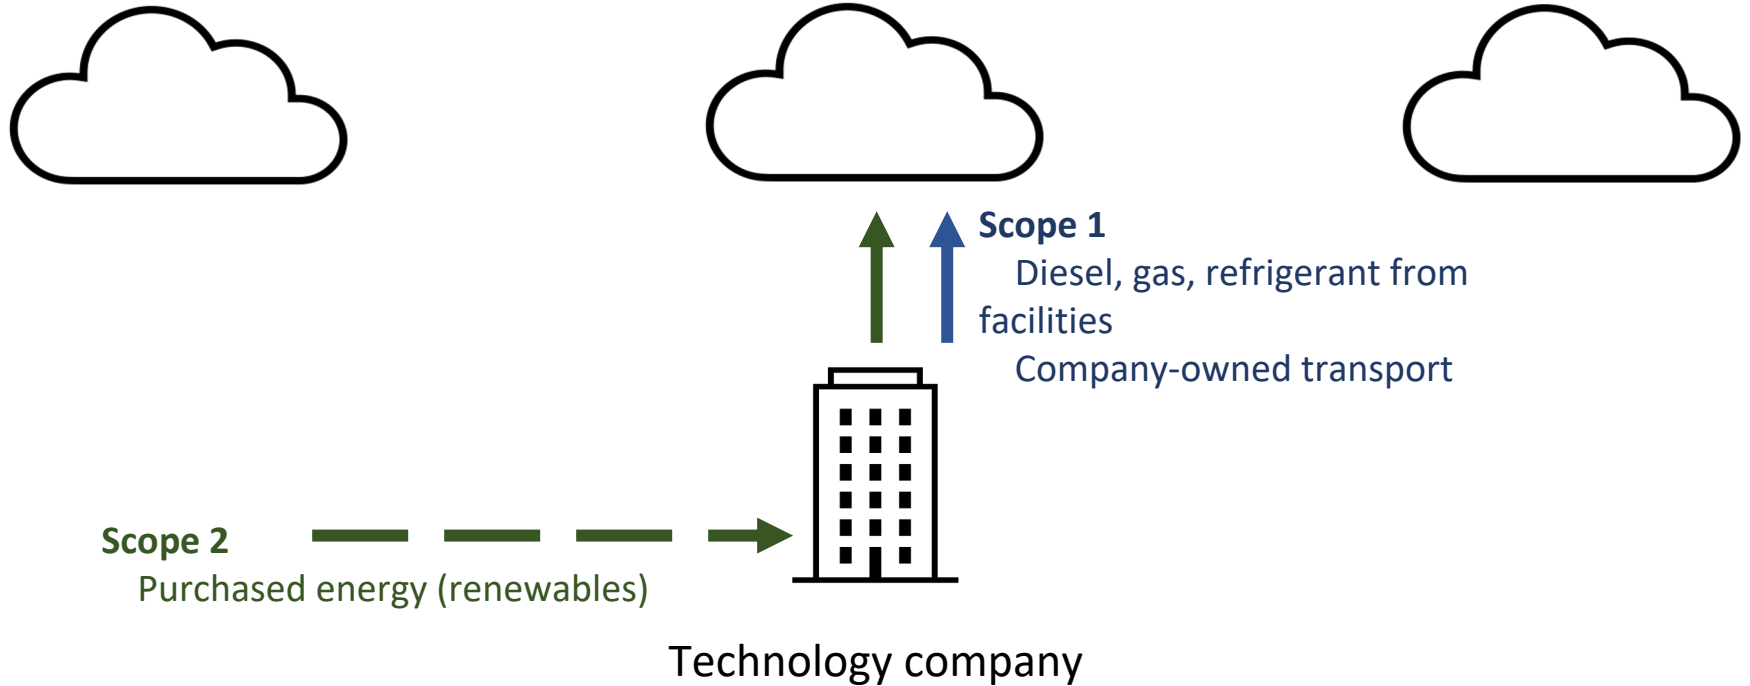 Scope 1
Diesel, gas, refrigerant from
facilities
Company-owned transport
Scope 2
Purchased energy (renewables)
Technology company